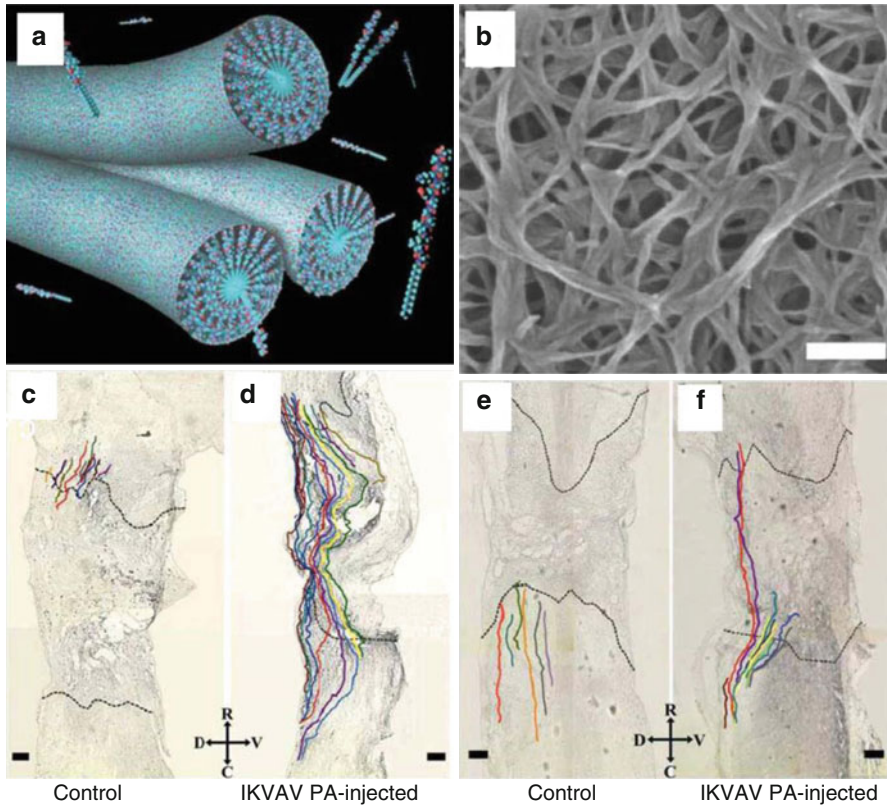 a
b
c
d
e
f
R
D V
C
R
D V
C
Control IKVAV PA-injected
Control IKVAV PA-injected